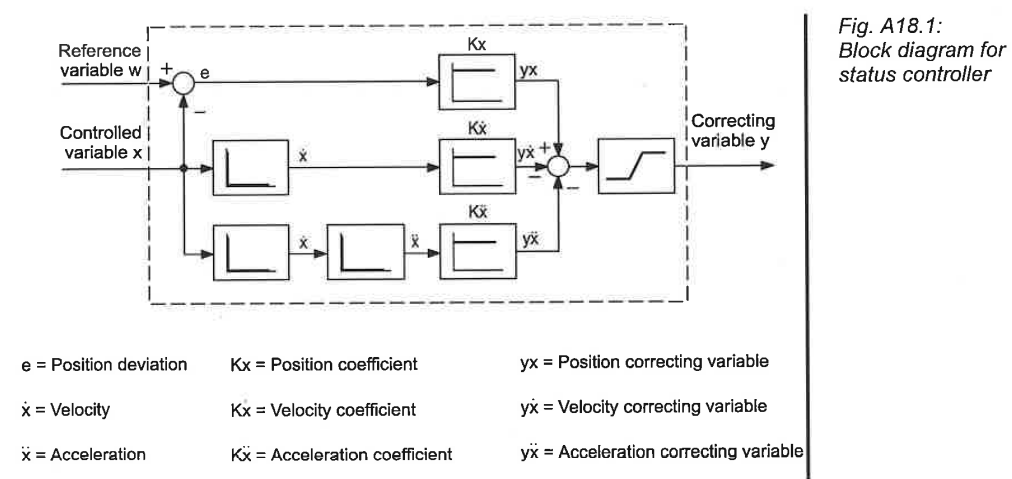 Fig. A18.1:
Block diagram for
status controller
Reference
variable w
+
e
Kx
yx
−
Controlled
variable x
ẋ
Kẋ
yẋ
+
−
−
Correcting
variable y
ẋ
ẍ
Kẍ
yẍ
e = Position deviation
Kx = Position coefficient
yx = Position correcting variable
ẋ = Velocity
Kẋ = Velocity coefficient
yẋ = Velocity correcting variable
ẍ = Acceleration
Kẍ = Acceleration coefficient
yẍ = Acceleration correcting variable